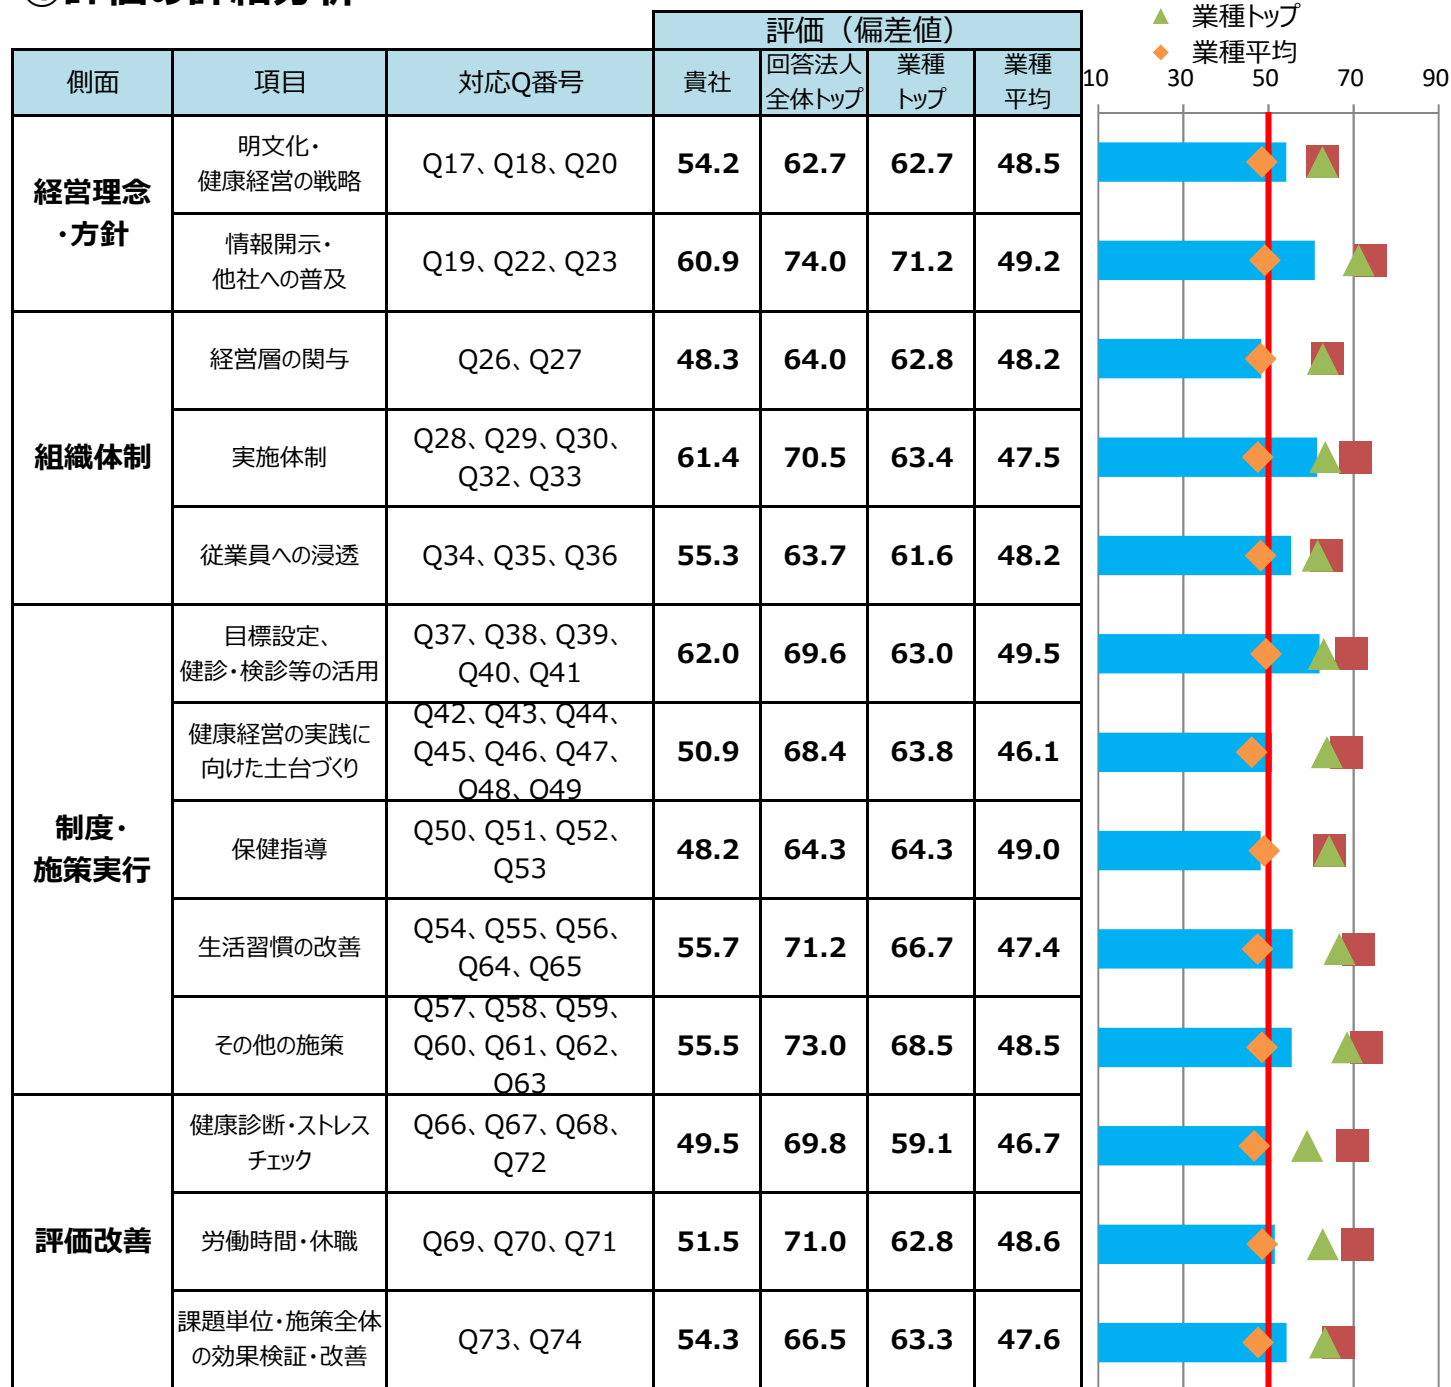 評価（偏差値）
側面 項目 対応Q番号 貴社 回答法人 全体トップ 業種 トップ 業種 平均
業種トップ
業種平均
10 30 50 70 90
経営理念
・方針
明文化・
健康経営の戦略
Q17、Q18、Q20
54.2 62.7 62.7 48.5
情報開示・
他社への普及
Q19、Q22、Q23
60.9 74.0 71.2 49.2
組織体制
経営層の関与
Q26、Q27
48.3 64.0 62.8 48.2
実施体制
Q28、Q29、Q30、
Q32、Q33
61.4 70.5 63.4 47.5
従業員への浸透
Q34、Q35、Q36
55.3 63.7 61.6 48.2
制度・
施策実行
目標設定、
健診・検診等の活用
Q37、Q38、Q39、
Q40、Q41
62.0 69.6 63.0 49.5
健康経営の実践に
向けた土台づくり
Q42、Q43、Q44、
Q45、Q46、Q47、
Q48、Q49
50.9 68.4 63.8 46.1
保健指導
Q50、Q51、Q52、
Q53
48.2 64.3 64.3 49.0
生活習慣の改善
Q54、Q55、Q56、
Q64、Q65
55.7 71.2 66.7 47.4
その他の施策
Q57、Q58、Q59、
Q60、Q61、Q62、
Q63
55.5 73.0 68.5 48.5
評価改善
健康診断・ストレス
チェック
Q66、Q67、Q68、
Q72
49.5 69.8 59.1 46.7
労働時間・休職
Q69、Q70、Q71
51.5 71.0 62.8 48.6
課題単位・施策全体
の効果検証・改善
Q73、Q74
54.3 66.5 63.3 47.6